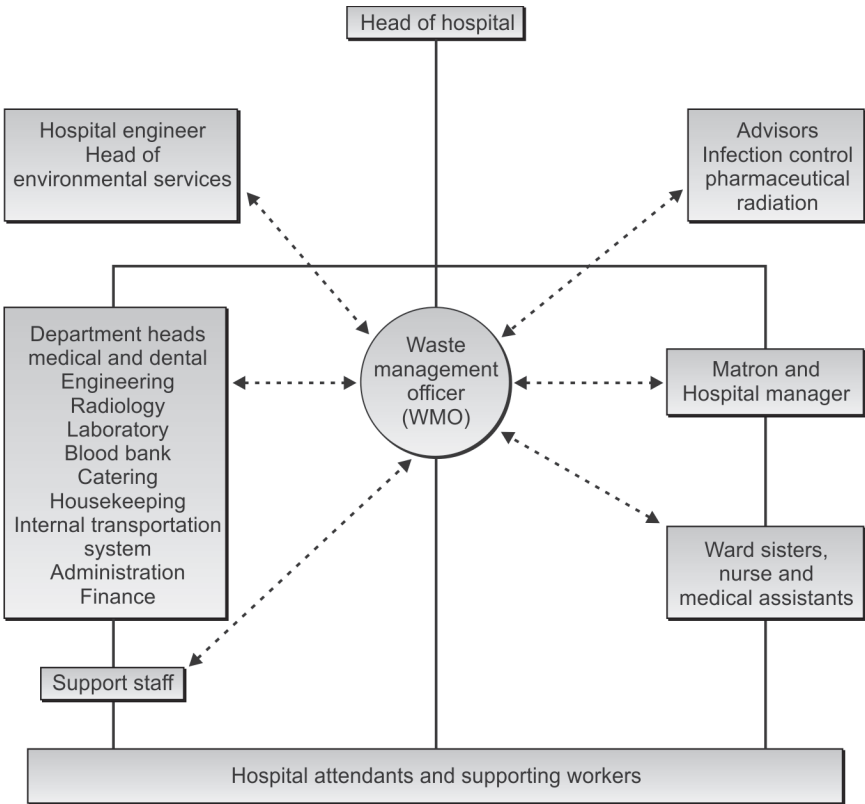 Head of hospital
Hospital engineer
Head of
environmental services
Advisors
Infection control
pharmaceutical
radiation
Department heads
medical and dental
Engineering
Radiology
Laboratory
Blood bank
Catering
Housekeeping
Internal transportation
system
Administration
Finance
Waste
management
officer
(WMO)
Matron and
Hospital manager
Ward sisters,
nurse and
medical assistants
Support staff
Hospital attendants and supporting workers